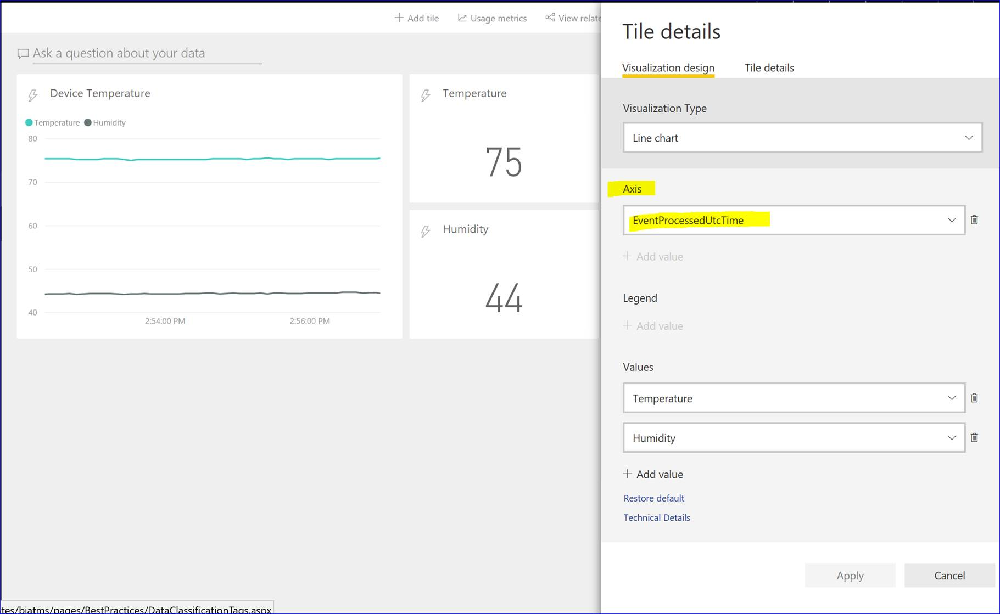 Add tile
Usage metrics
View relate
Ask a question about your data
Device Temperature
Temperature Humidity
80
70
60
50
40
2:54:00 PM
2:56:00 PM
Temperature
75
Humidity
44
Tile details
Visualization design
Tile details
Visualization Type
Line chart
Axis
EventProcessedUtcTime
Add value
Legend
Add value
Values
Temperature
Humidity
Add value
Restore default
Technical Details
Apply
Cancel
tes/biatms/pages/BestPractices/DataClassificationTags.aspx